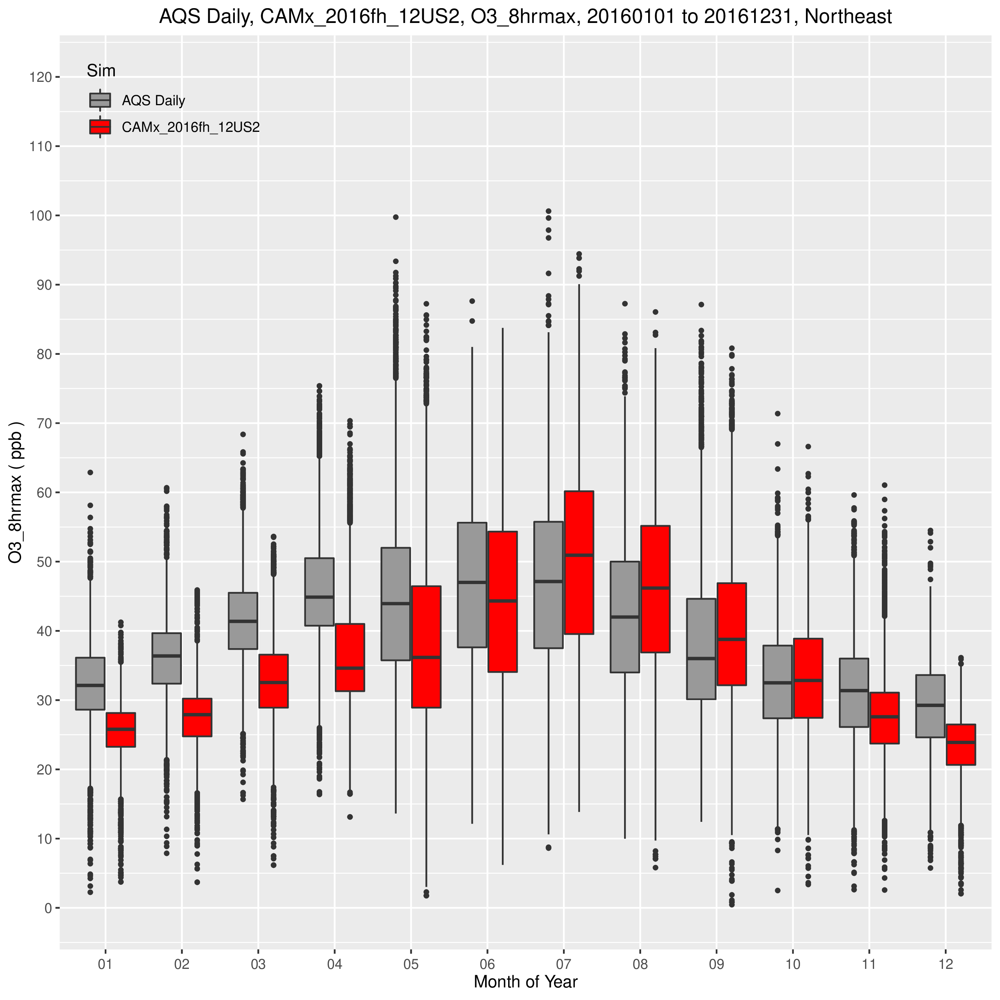 AQS Daily, CAMx_2016fh_12US2, O3_8hrmax, 20160101 to 20161231, Northeast
Sim
AQS Daily
CAMx_2016fh_12US2
120
110
100
90
80
70
60
50
40
30
20
10
0
O3_8hrmax ( ppb )
01 02 03 04 05 06 07 08 09 10 11 12
Month of Year